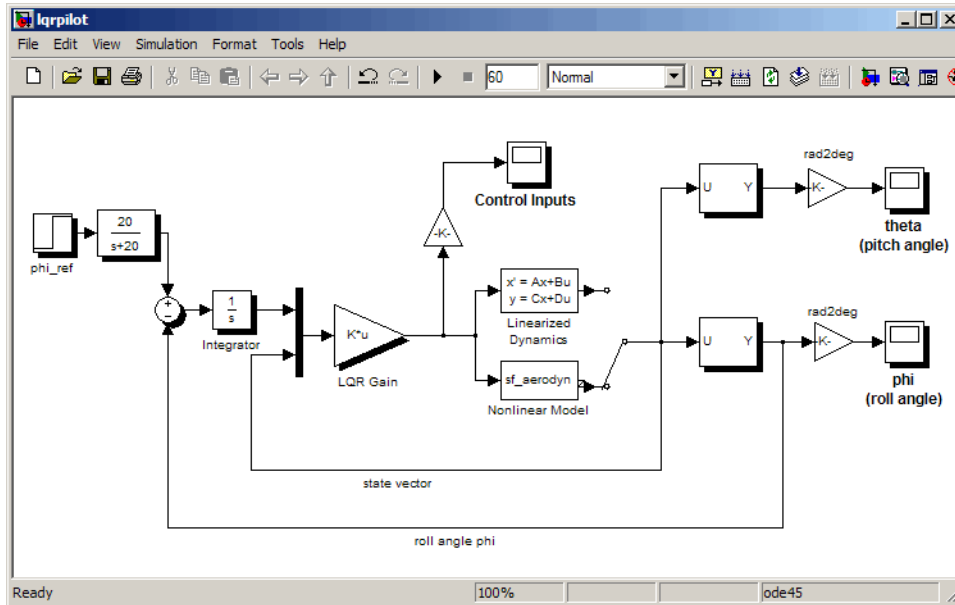 lqrpilot
File Edit View Simulation Format Tools Help
60 Normal
phi_ref
20
s+20
+
−
1
s
Integrator
K*u
LQR Gain
-K-
Control Inputs
x' = Ax+Bu
y = Cx+Du
Linearized
Dynamics
sf_aerodyn
Nonlinear Model
U Y
rad2deg
-K-
theta
(pitch angle)
U Y
rad2deg
-K-
phi
(roll angle)
state vector
roll angle phi
Ready 100% ode45